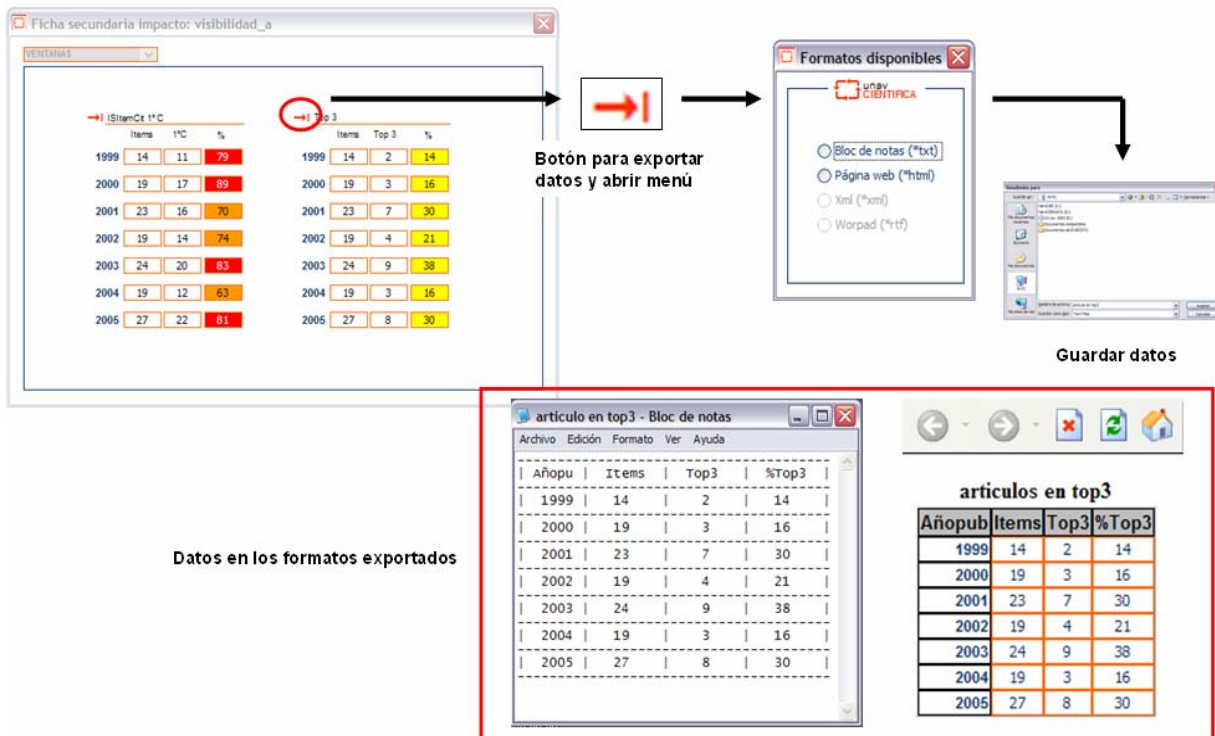 Ficha secundaria impacto: visibilidad_a
VENTANAS
ISItemCit 1ºC
Items 1ºC %
1999 14 11 79
2000 19 17 89
2001 23 16 70
2002 19 14 74
2003 24 20 83
2004 19 12 63
2005 27 22 81
Top 3
Items Top 3 %
1999 14 2 14
2000 19 3 16
2001 23 7 30
2002 19 4 21
2003 24 9 38
2004 19 3 16
2005 27 8 30
Botón para exportar
datos y abrir menú
Formatos disponibles
unav
CIENTIFICA
Bloc de notas (*txt)
Página web (*html)
Xml (*xml)
Worpad (*rtf)
Guardar datos
Datos en los formatos exportados
articulo en top3 - Bloc de notas
Archivo Edición Formato Ver Ayuda
| Añopu | Items | Top3 | %Top3 |
| 1999 | 14 | 2 | 14 |
| 2000 | 19 | 3 | 16 |
| 2001 | 23 | 7 | 30 |
| 2002 | 19 | 4 | 21 |
| 2003 | 24 | 9 | 38 |
| 2004 | 19 | 3 | 16 |
| 2005 | 27 | 8 | 30 |
articulos en top3
Añopub Items Top3 %Top3
1999 14 2 14
2000 19 3 16
2001 23 7 30
2002 19 4 21
2003 24 9 38
2004 19 3 16
2005 27 8 30